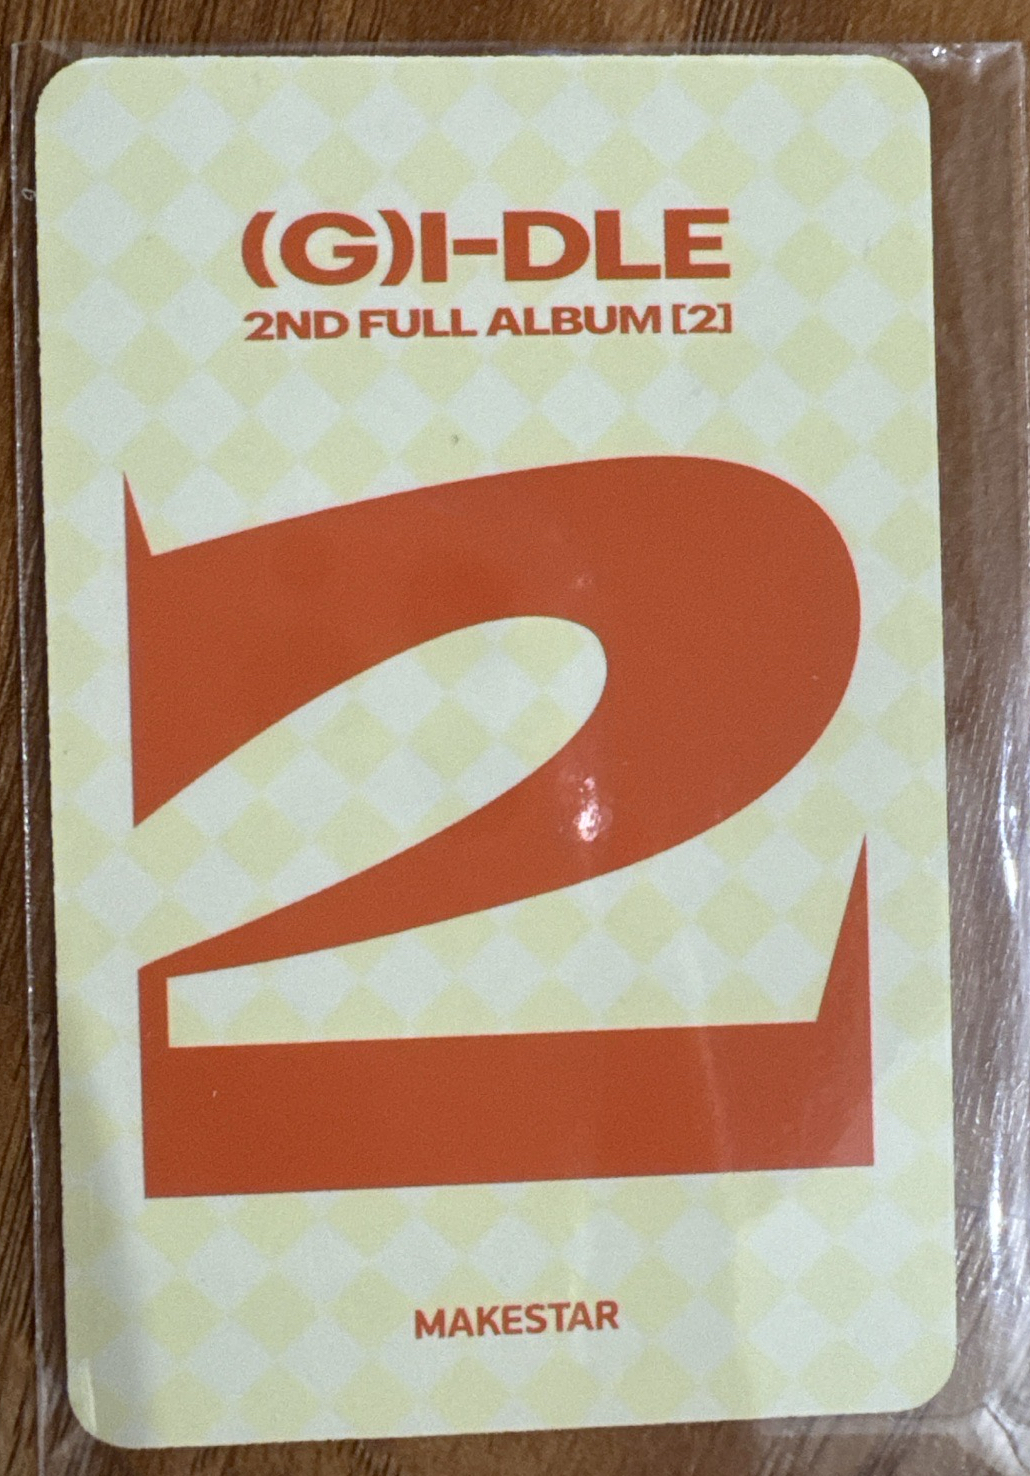 (G)I-DLE
2ND FULL ALBUM [2]
2
MAKESTAR